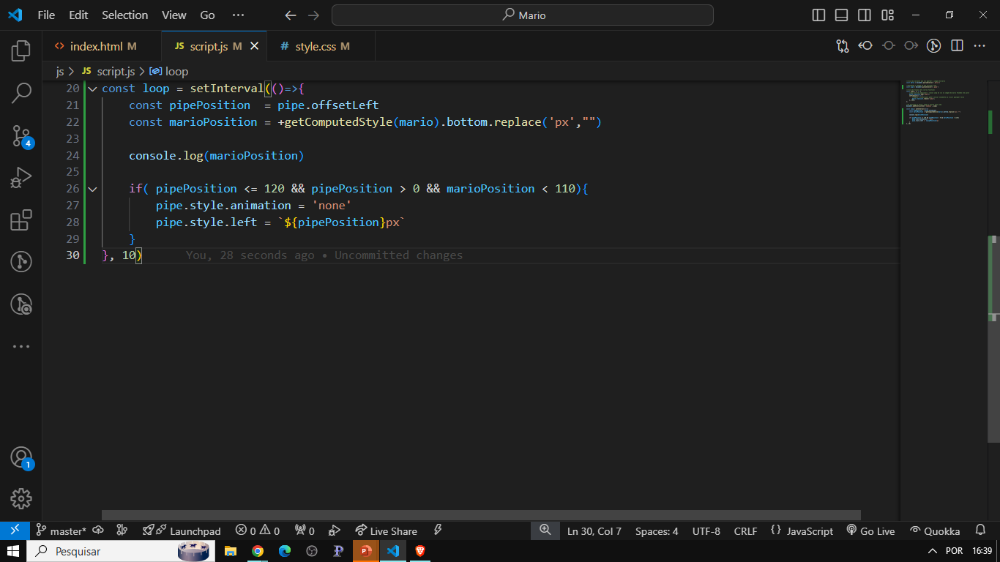 File Edit Selection View Go ··· Mario
index.html M JS script.js M # style.css M
js > JS script.js > loop
20 const loop = setInterval(()=>{
21 const pipePosition  = pipe.offsetLeft
22 const marioPosition = +getComputedStyle(mario).bottom.replace('px',"")
23
24 console.log(marioPosition)
25
26 if( pipePosition <= 120 && pipePosition > 0 && marioPosition < 110){
27 pipe.style.animation = 'none'
28 pipe.style.left = `${pipePosition}px`
29 }
30 }, 10) You, 28 seconds ago • Uncommitted changes
4
1
master* Launchpad 0 0 0 Live Share Ln 30, Col 7 Spaces: 4 UTF-8 CRLF {} JavaScript Go Live Quokka
Pesquisar POR 16:39